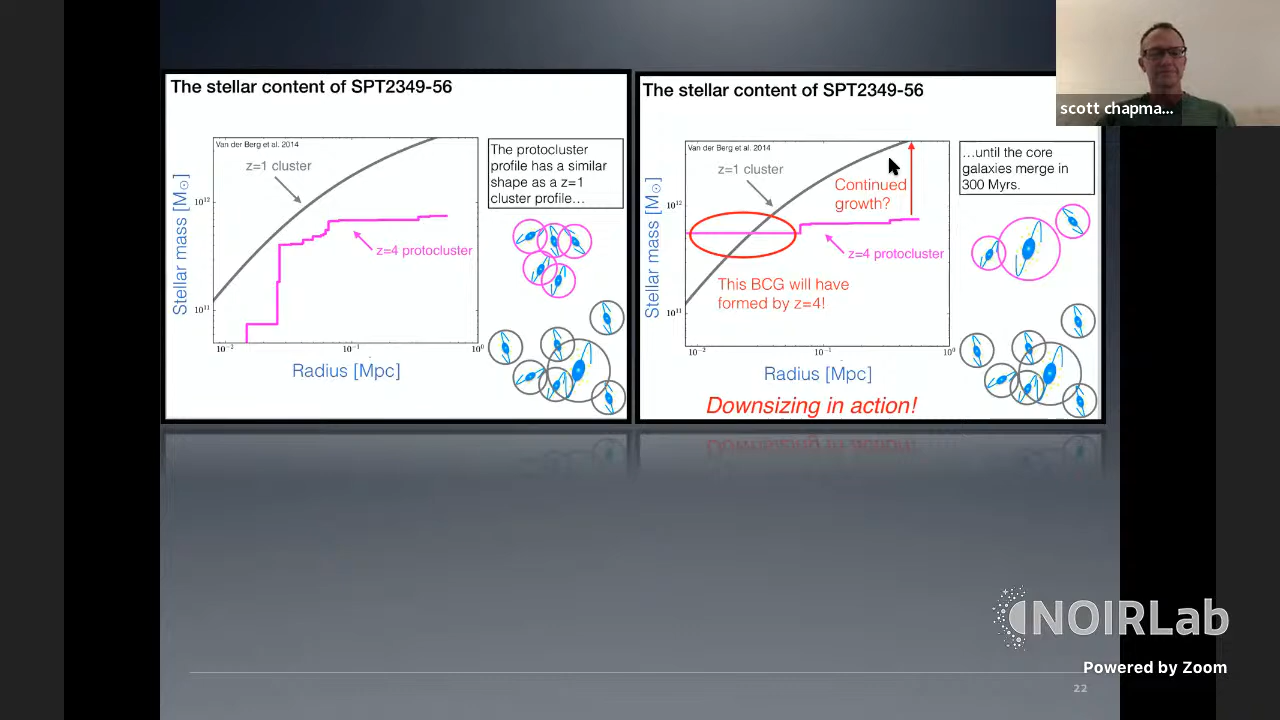 scott chapma...
The stellar content of SPT2349-56
Van der Berg et al. 2014
z=1 cluster
z=4 protocluster
Stellar mass [M☉]
10¹²
10¹¹
10⁻²
10⁻¹
10⁰
Radius [Mpc]
The protocluster
profile has a similar
shape as a z=1
cluster profile…
The stellar content of SPT2349-56
Van der Berg et al. 2014
z=1 cluster
Continued
growth?
z=4 protocluster
This BCG will have
formed by z=4!
Stellar mass [M☉]
10¹²
10¹¹
10⁻²
10⁻¹
10⁰
Radius [Mpc]
…until the core
galaxies merge in
300 Myrs.
Downsizing in action!
NOIRLab
Powered by Zoom
22